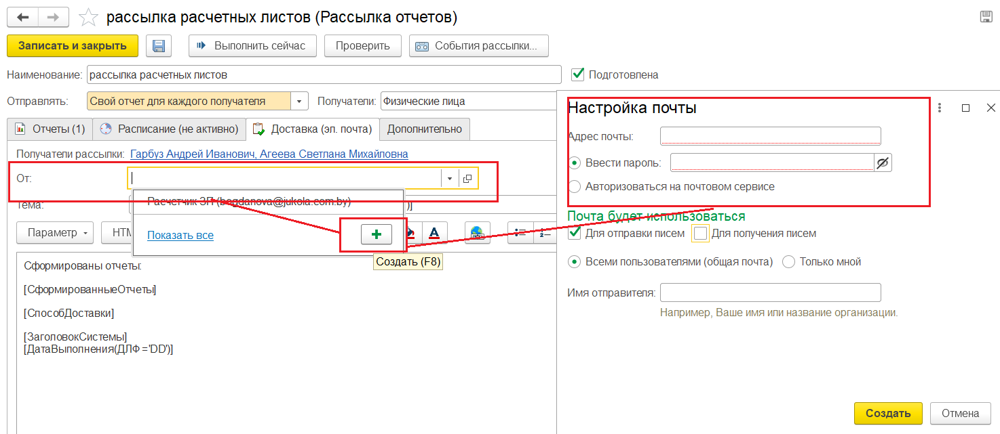 рассылка расчетных листов (Рассылка отчетов)
Записать и закрыть
Выполнить сейчас
Проверить
События рассылки...
Наименование: рассылка расчетных листов
Подготовлена
Отправлять: Свой отчет для каждого получателя
Получатели: Физические лица
Отчеты (1)
Расписание (не активно)
Доставка (эл. почта)
Дополнительно
Получатели рассылки: Гарбуз Андрей Иванович, Агеева Светлана Михайловна
От:
Расчетчик ЗП (bogdanova@jukola.com.by)
Тема:
)]
Показать все
Создать (F8)
Параметр
HTM
Сформированы отчеты:
[СформированныеОтчеты]
[СпособДоставки]
[ЗаголовокСистемы]
[ДатаВыполнения(ДЛФ='DD')]
Настройка почты
Адрес почты:
Ввести пароль:
Авторизоваться на почтовом сервисе
Почта будет использоваться
Для отправки писем
Для получения писем
Всеми пользователями (общая почта)
Только мной
Имя отправителя:
Например, Ваше имя или название организации.
Создать
Отмена